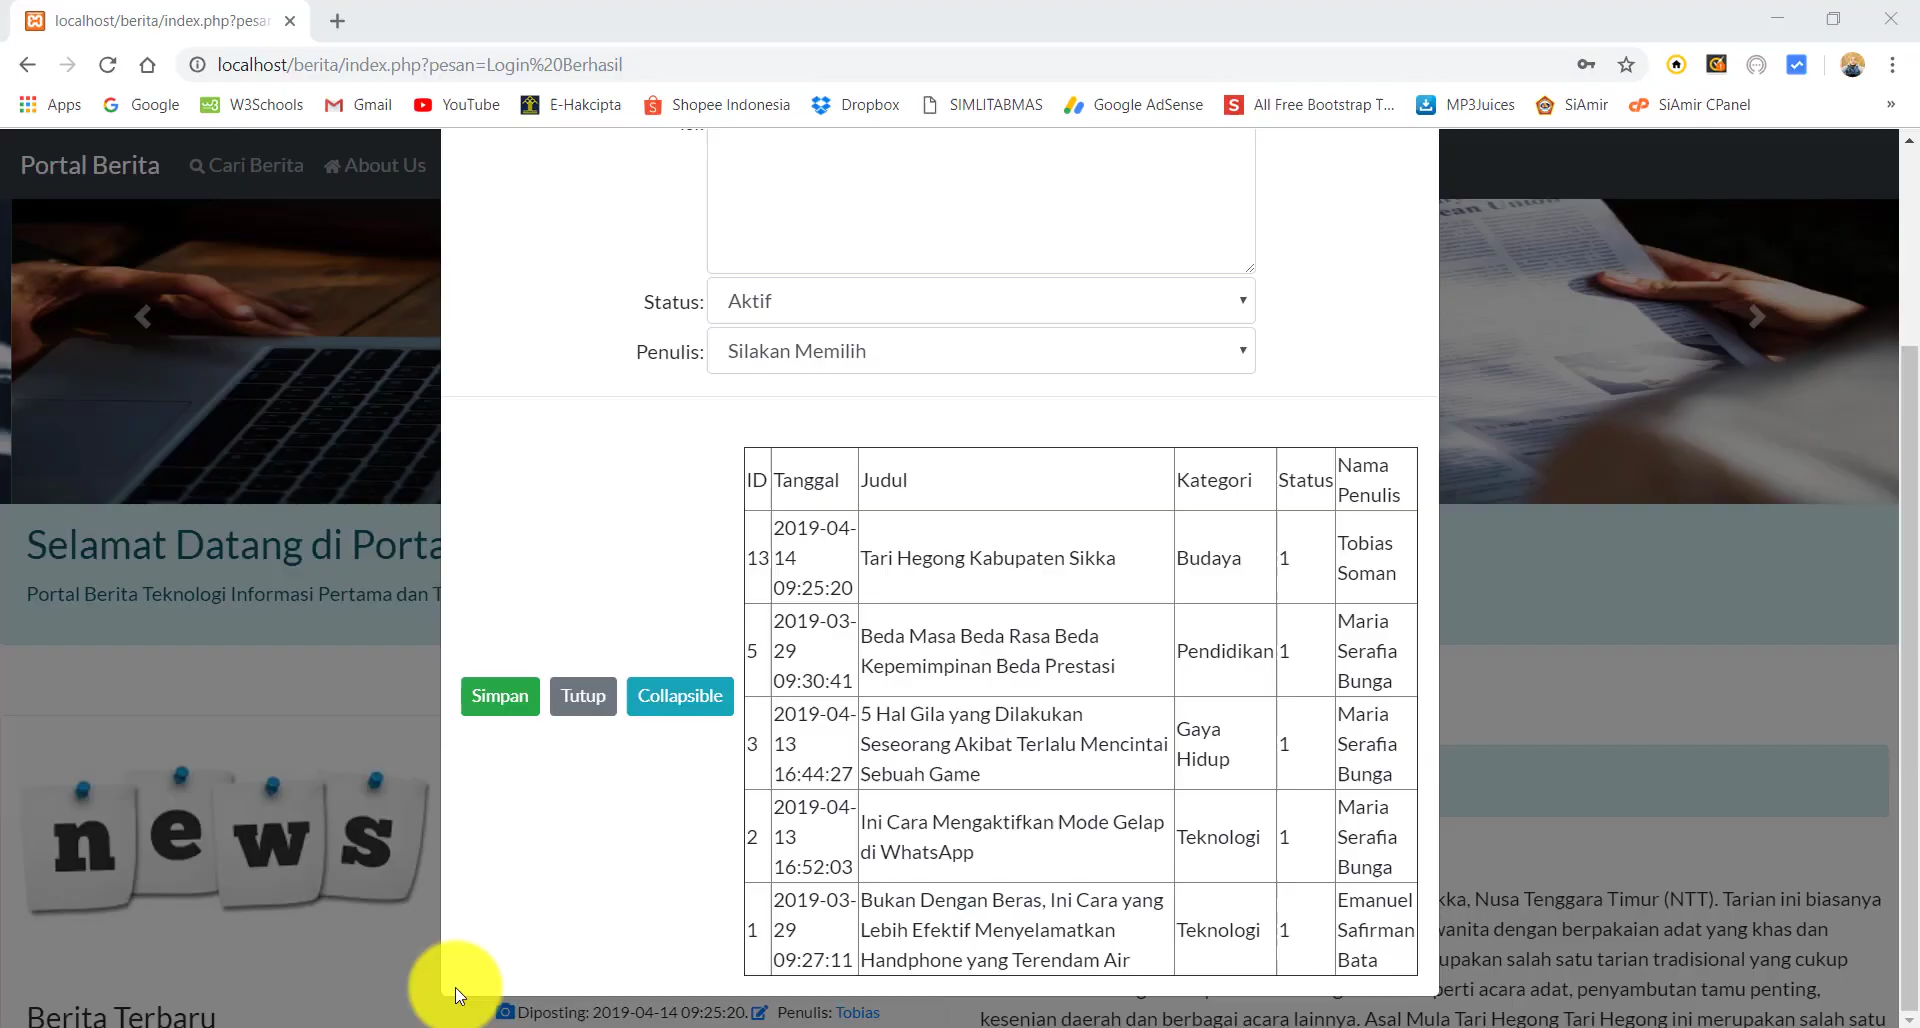 localhost/berita/index.php?pesa
localhost/berita/index.php?pesan=Login%20Berhasil
Apps Google W3Schools Gmail YouTube E-Hakcipta Shopee Indonesia Dropbox SIMLITABMAS Google AdSense All Free Bootstrap T... MP3Juices SiAmir SiAmir CPanel »
Portal Berita Cari Berita About Us
Status: Aktif
Penulis: Silakan Memilih
Selamat Datang di Porta
Portal Berita Teknologi Informasi Pertama dan T
Simpan Tutup Collapsible
ID Tanggal Judul Kategori Status Nama Penulis
13 2019-04-14 09:25:20 Tari Hegong Kabupaten Sikka Budaya 1 Tobias Soman
5 2019-03-29 09:30:41 Beda Masa Beda Rasa Beda Kepemimpinan Beda Prestasi Pendidikan 1 Maria Serafia Bunga
3 2019-04-13 16:44:27 5 Hal Gila yang Dilakukan Seseorang Akibat Terlalu Mencintai Sebuah Game Gaya Hidup 1 Maria Serafia Bunga
2 2019-04-13 16:52:03 Ini Cara Mengaktifkan Mode Gelap di WhatsApp Teknologi 1 Maria Serafia Bunga
1 2019-03-29 09:27:11 Bukan Dengan Beras, Ini Cara yang Lebih Efektif Menyelamatkan Handphone yang Terendam Air Teknologi 1 Emanuel Safirman Bata
news
Berita Terbaru
Diposting: 2019-04-14 09:25:20. Penulis: Tobias
kka, Nusa Tenggara Timur (NTT). Tarian ini biasanya
vanita dengan berpakaian adat yang khas dan
upakan salah satu tarian tradisional yang cukup
perti acara adat, penyambutan tamu penting,
kesenian daerah dan berbagai acara lainnya. Asal Mula Tari Hegong Tari Hegong ini merupakan salah satu